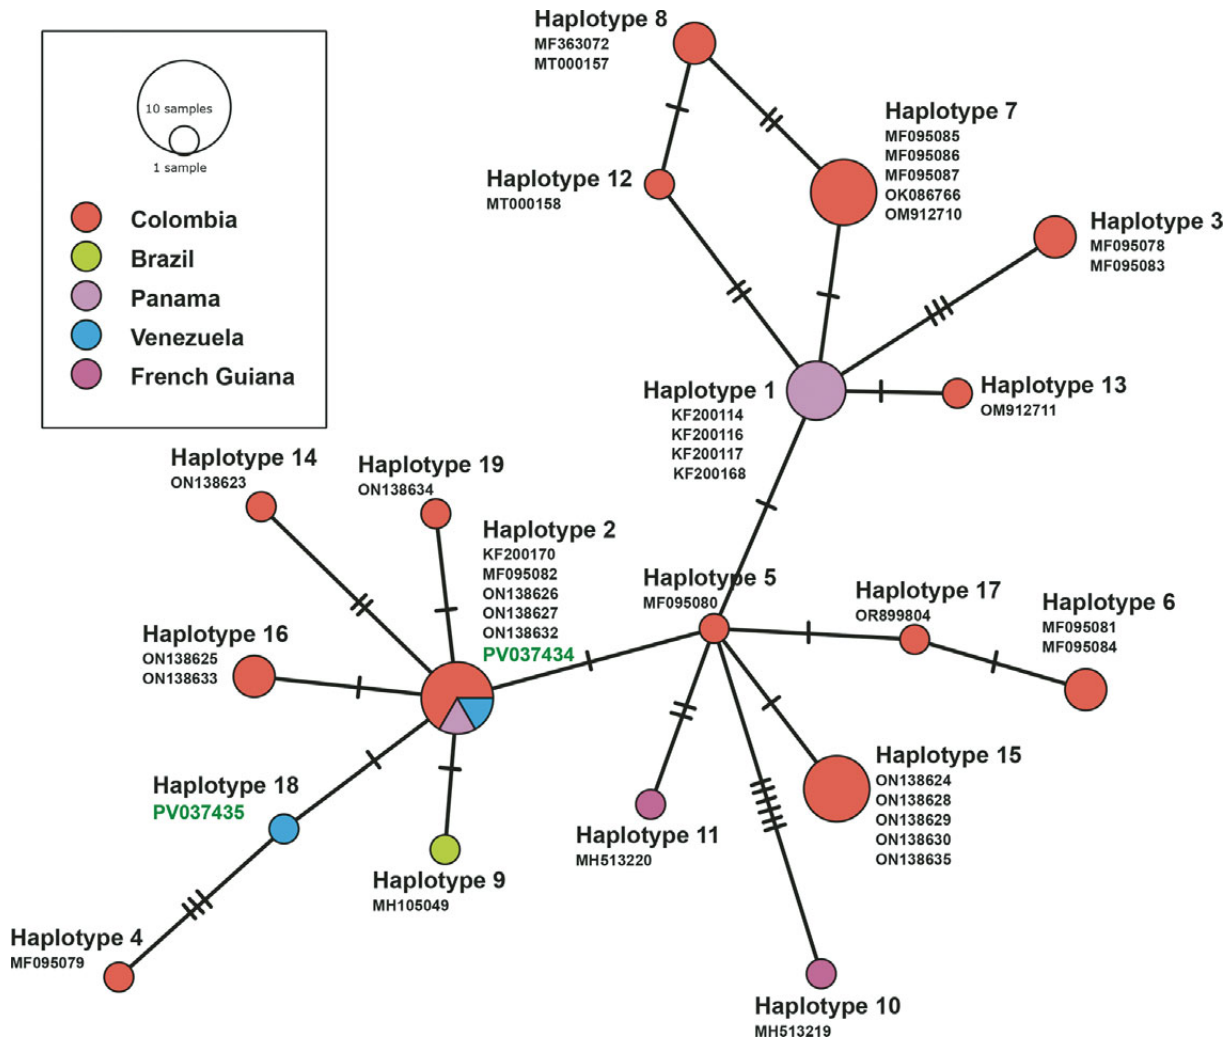 10 samples
1 sample
Colombia
Brazil
Panama
Venezuela
French Guiana
Haplotype 8
MF363072
MT000157
Haplotype 7
MF095085
MF095086
MF095087
OK086766
OM912710
Haplotype 12
MT000158
Haplotype 3
MF095078
MF095083
Haplotype 1
KF200114
KF200116
KF200117
KF200168
Haplotype 13
OM912711
Haplotype 14
ON138623
Haplotype 19
ON138634
Haplotype 2
KF200170
MF095082
ON138626
ON138627
ON138632
PV037434
Haplotype 5
MF095080
Haplotype 17
OR899804
Haplotype 6
MF095081
MF095084
Haplotype 16
ON138625
ON138633
Haplotype 18
PV037435
Haplotype 9
MH105049
Haplotype 11
MH513220
Haplotype 15
ON138624
ON138628
ON138629
ON138630
ON138635
Haplotype 4
MF095079
Haplotype 10
MH513219